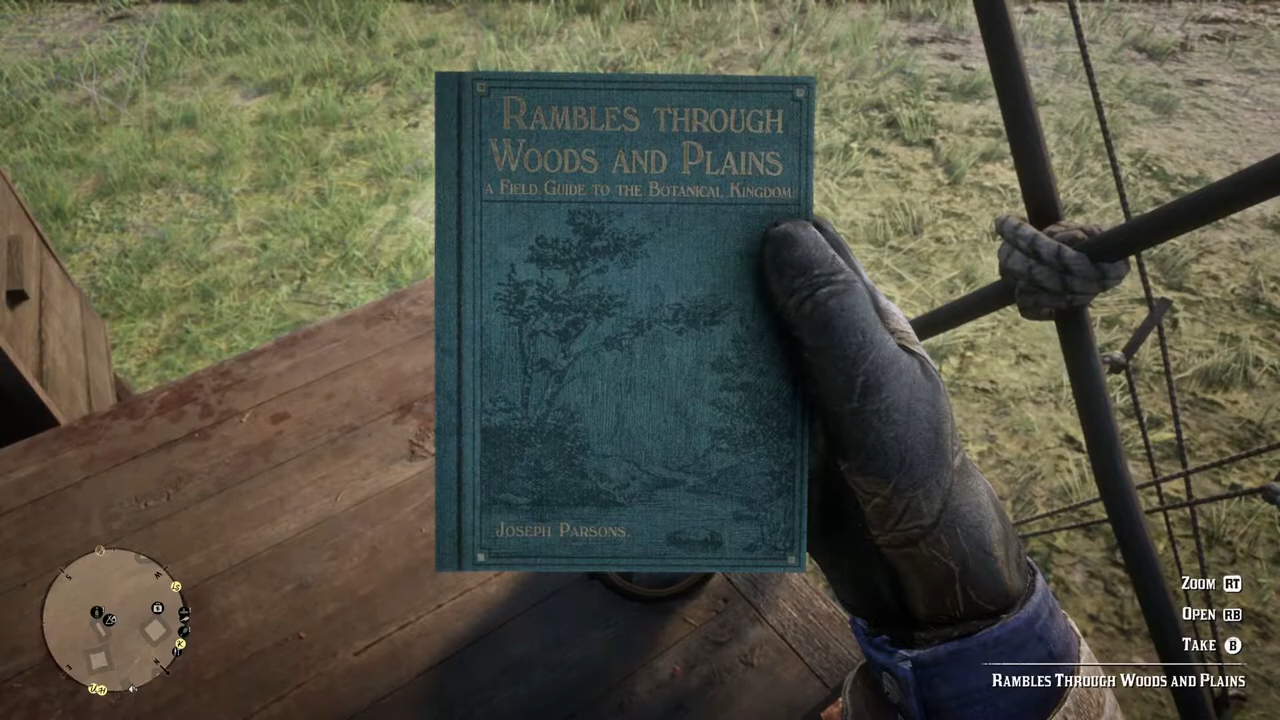 Rambles through
Woods and Plains
a Field Guide to the Botanical Kingdom
Joseph Parsons.
Zoom RT
Open RB
Take B
Rambles Through Woods and Plains